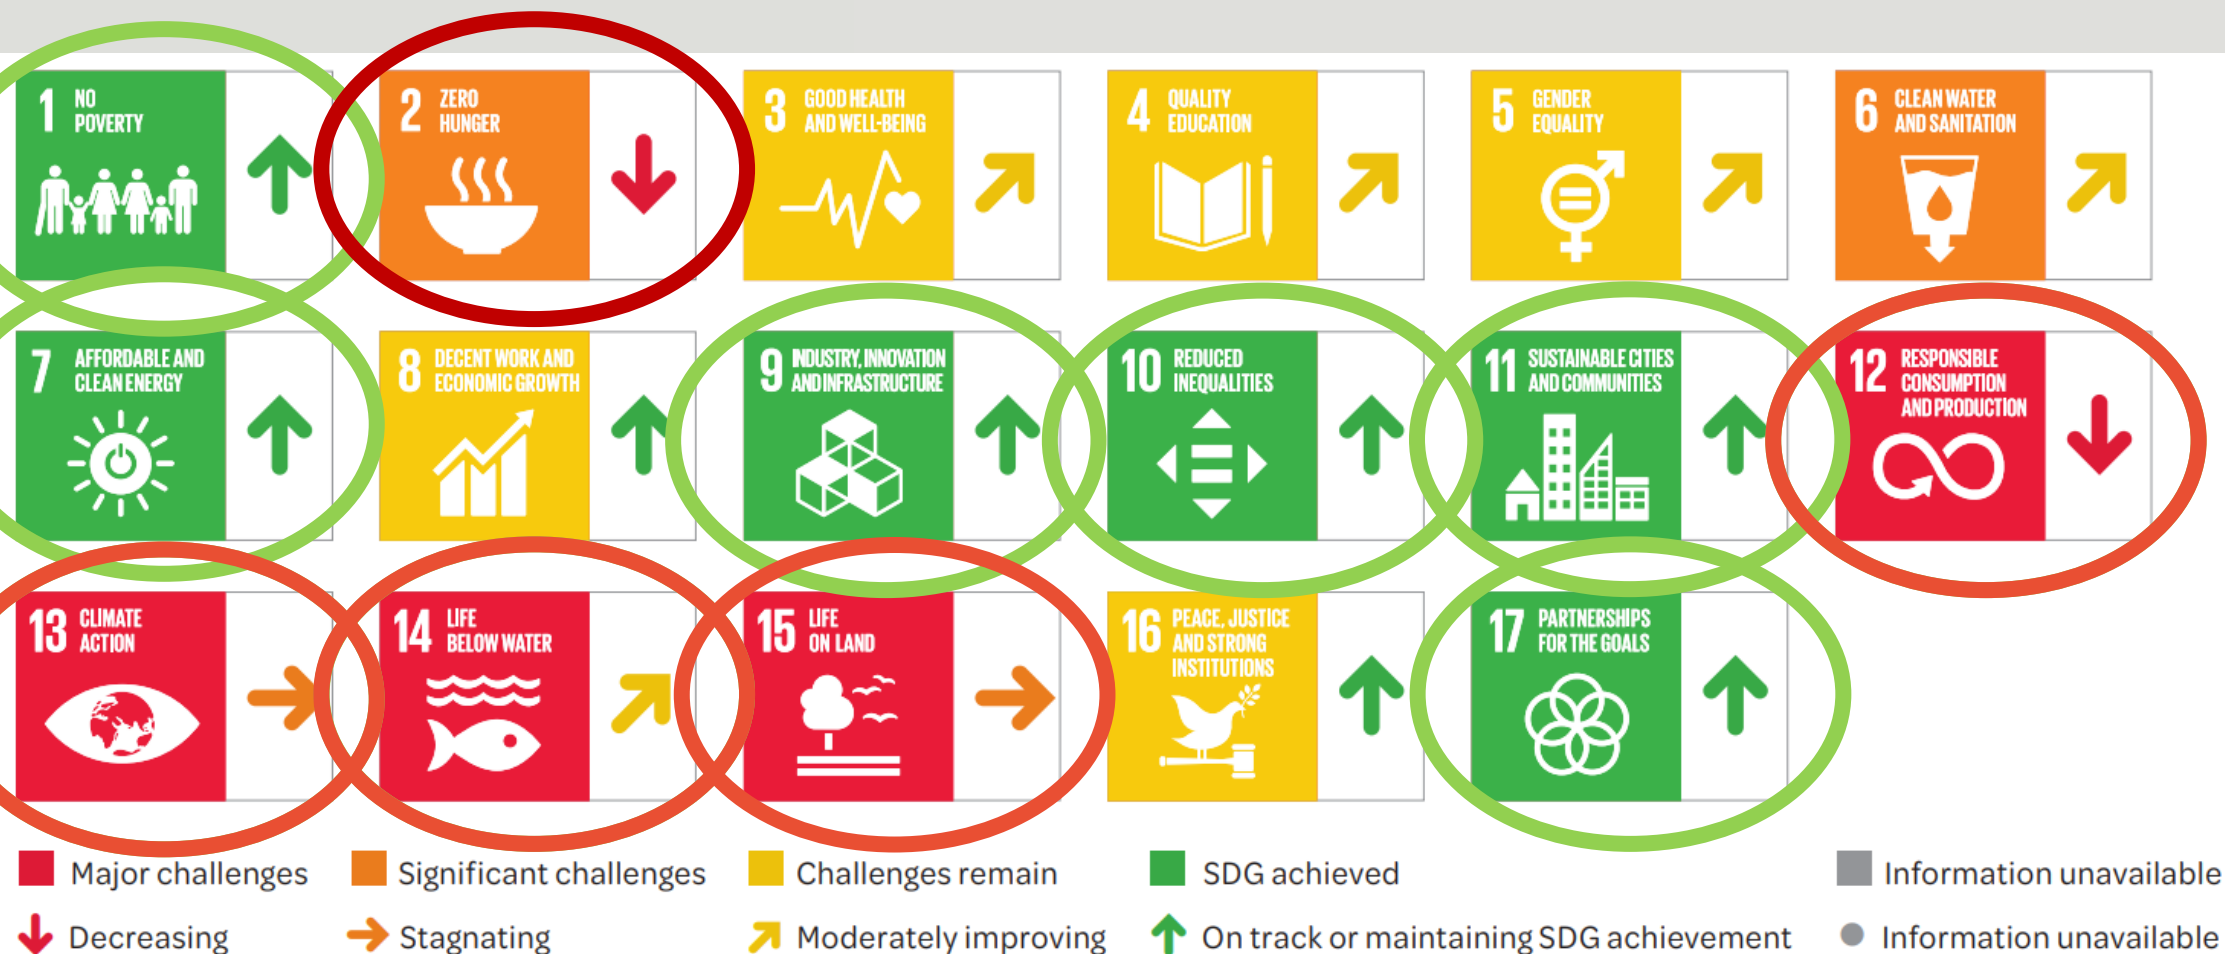 1 NO
POVERTY
2 ZERO
HUNGER
3 GOOD HEALTH
AND WELL-BEING
4 QUALITY
EDUCATION
5 GENDER
EQUALITY
6 CLEAN WATER
AND SANITATION
7 AFFORDABLE AND
CLEAN ENERGY
8 DECENT WORK AND
ECONOMIC GROWTH
9 INDUSTRY, INNOVATION
AND INFRASTRUCTURE
10 REDUCED
INEQUALITIES
11 SUSTAINABLE CITIES
AND COMMUNITIES
12 RESPONSIBLE
CONSUMPTION
AND PRODUCTION
13 CLIMATE
ACTION
14 LIFE
BELOW WATER
15 LIFE
ON LAND
16 PEACE, JUSTICE
AND STRONG
INSTITUTIONS
17 PARTNERSHIPS
FOR THE GOALS
Major challenges
Significant challenges
Challenges remain
SDG achieved
Information unavailable
Decreasing
Stagnating
Moderately improving
On track or maintaining SDG achievement
Information unavailable